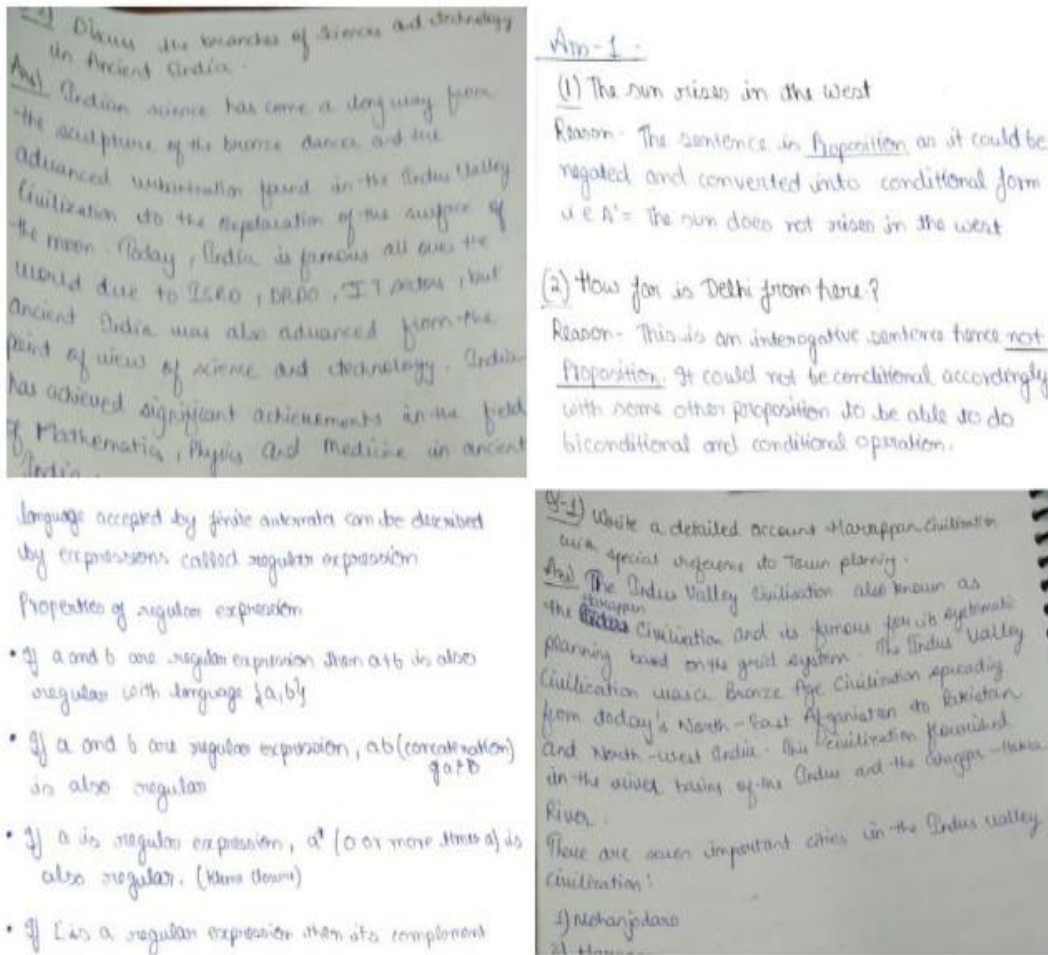 Discuss the branches of Sciences and technology
in Ancient India.
Ans) Indian science has come a long way from
the sculpture of the bronze dancer and the
advanced urbanization found in the Indus Valley
Civilization to the exploration of the surface of
the moon. Today, India is famous all over the
world due to ISRO, DRDO, IT sectors, but
ancient India was also advanced from the
point of view of science and technology. India
has achieved significant achievements in the field
of Mathematics, Physics and Medicine in ancient
India.
Ans-1.
(1) The sun rises in the west
Reason- The sentence is Proposition as it could be
negated and converted into conditional form
i.e A' = The sun does not rises in the west
(2) How far is Delhi from here?
Reason- This is an interogative sentence hence not
Proposition. It could not be conditional accordingly
with some other proposition to be able to do
biconditional and conditional operation.
language accepted by finite automata can be described
by expressions called regular expression
Properties of regular expression
• If a and b are regular expression then a+b is also
regular with language {a,b}
• If a and b are regular expression, ab (concatenation)
is also regular
• If a is regular expression, a* (0 or more times a) is
also regular. (Kleene closure)
• If L is a regular expression then its complement
Q-1) Write a detailed account Harappan Civilisation
with special reference to Town planning.
Ans) The Indus Valley Civilisation also known as
the Harappan Civilisation and is famous for its systematic
planning based on the grid system. The Indus Valley
Civilization was a Bronze Age Civilization spreading
from today's North-East Afganistan to Pakistan
and North-west India. The civilization flourished
in the river basins of the Indus and the Ghaggar-Hakra
River.
There are seven important cities in the Indus valley
civilization:
1) Mohanjodaro
2)